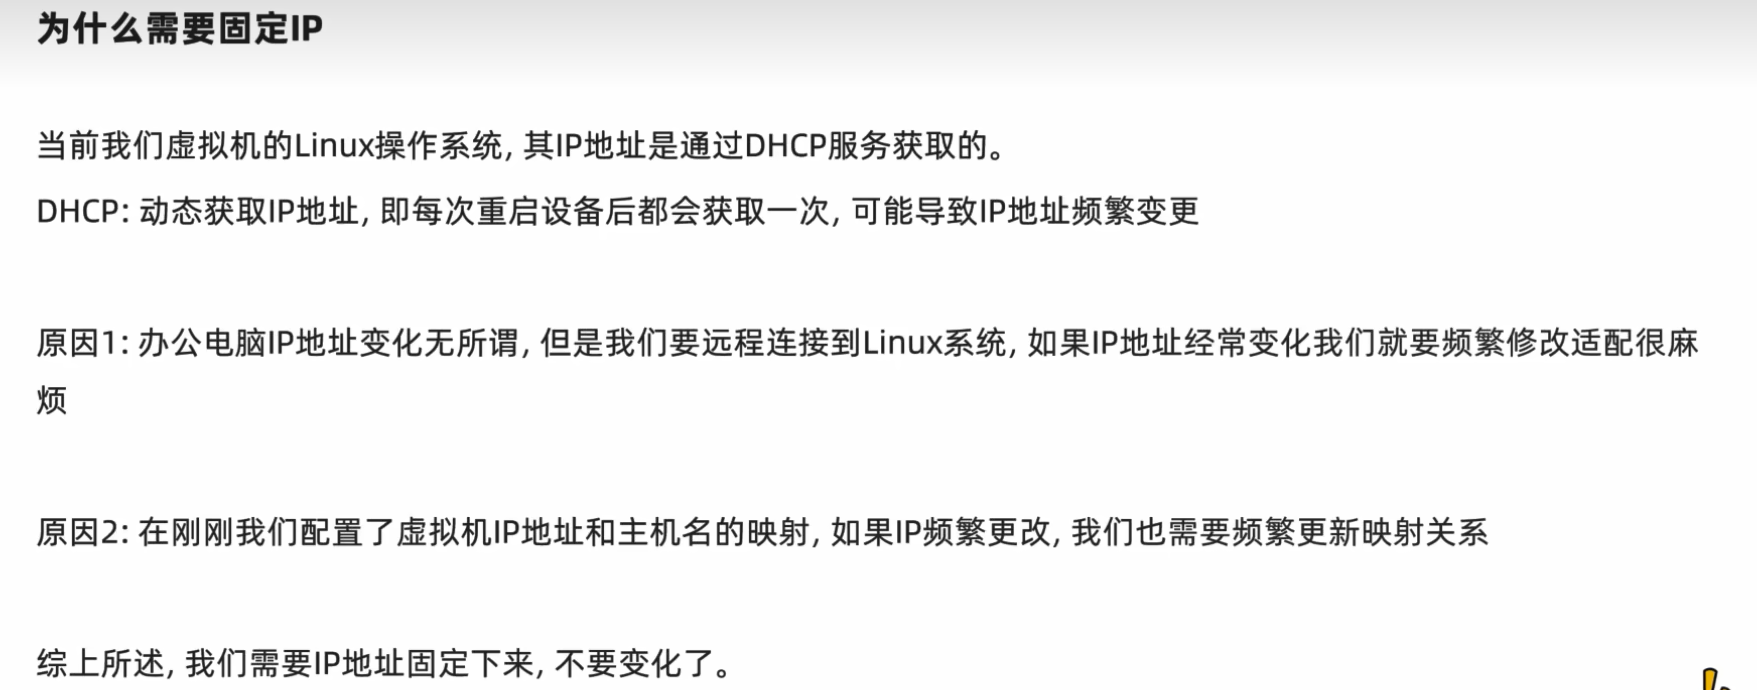 为什么需要固定IP
当前我们虚拟机的Linux操作系统, 其IP地址是通过DHCP服务获取的。
DHCP: 动态获取IP地址, 即每次重启设备后都会获取一次, 可能导致IP地址频繁变更
原因1: 办公电脑IP地址变化无所谓, 但是我们要远程连接到Linux系统, 如果IP地址经常变化我们就要频繁修改适配很麻
烦
原因2: 在刚刚我们配置了虚拟机IP地址和主机名的映射, 如果IP频繁更改, 我们也需要频繁更新映射关系
综上所述, 我们需要IP地址固定下来, 不要变化了。